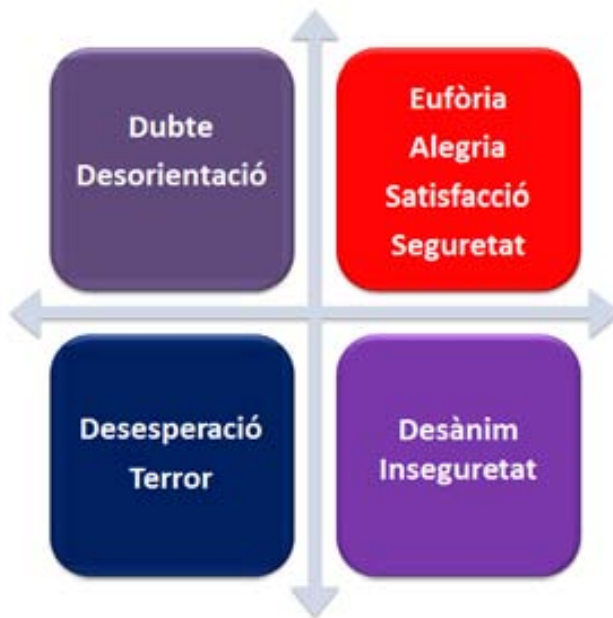 Dubte
Desorientació
Eufòria
Alegria
Satisfacció
Seguretat
Desesperació
Terror
Desànim
Inseguretat